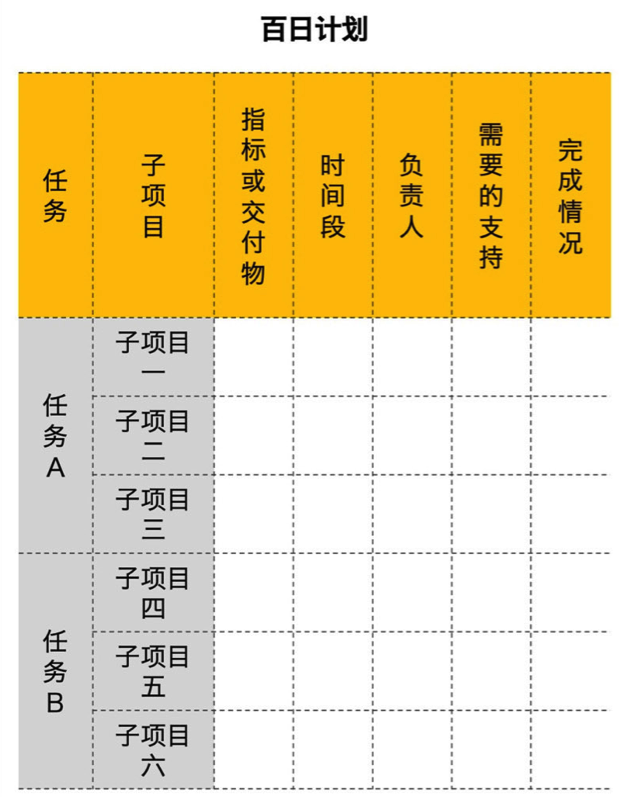 百日计划
任务
子项目
指标或交付物
时间段
负责人
需要的支持
完成情况
任务A
子项目
一
子项目
二
子项目
三
任务B
子项目
四
子项目
五
子项目
六